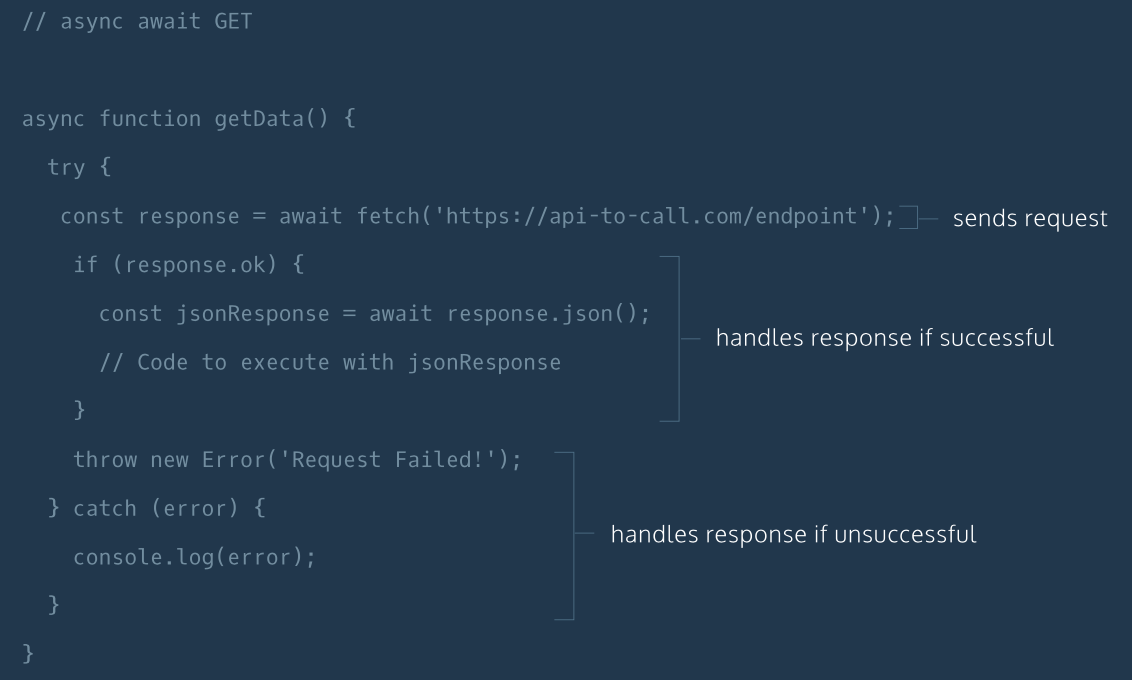 // async await GET
async function getData() {
try {
const response = await fetch('https://api-to-call.com/endpoint'); sends request
if (response.ok) {
const jsonResponse = await response.json();
handles response if successful
// Code to execute with jsonResponse
}
throw new Error('Request Failed!');
} catch (error) {
handles response if unsuccessful
console.log(error);
}
}